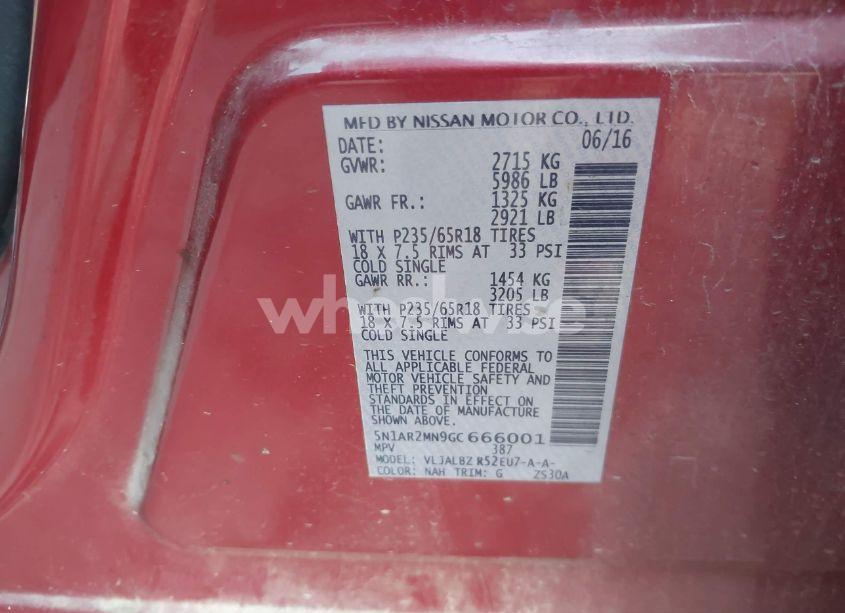 MFD BY NISSAN MOTOR CO., LTD.
DATE: 06/16
GVWR: 2715 KG
5986 LB
GAWR FR.: 1325 KG
2921 LB
WITH P235/65R18 TIRES
18 X 7.5 RIMS AT 33 PSI
COLD SINGLE
GAWR RR.: 1454 KG
3205 LB
WITH P235/65R18 TIRES
18 X 7.5 RIMS AT 33 PSI
COLD SINGLE
THIS VEHICLE CONFORMS TO
ALL APPLICABLE FEDERAL
MOTOR VEHICLE SAFETY AND
THEFT PREVENTION
STANDARDS IN EFFECT ON
THE DATE OF MANUFACTURE
SHOWN ABOVE.
5N1AR2MN9GC666001
MPV 387
MODEL: VLJALBZ R52EU7-A-A-
COLOR: NAH TRIM: G ZS30A